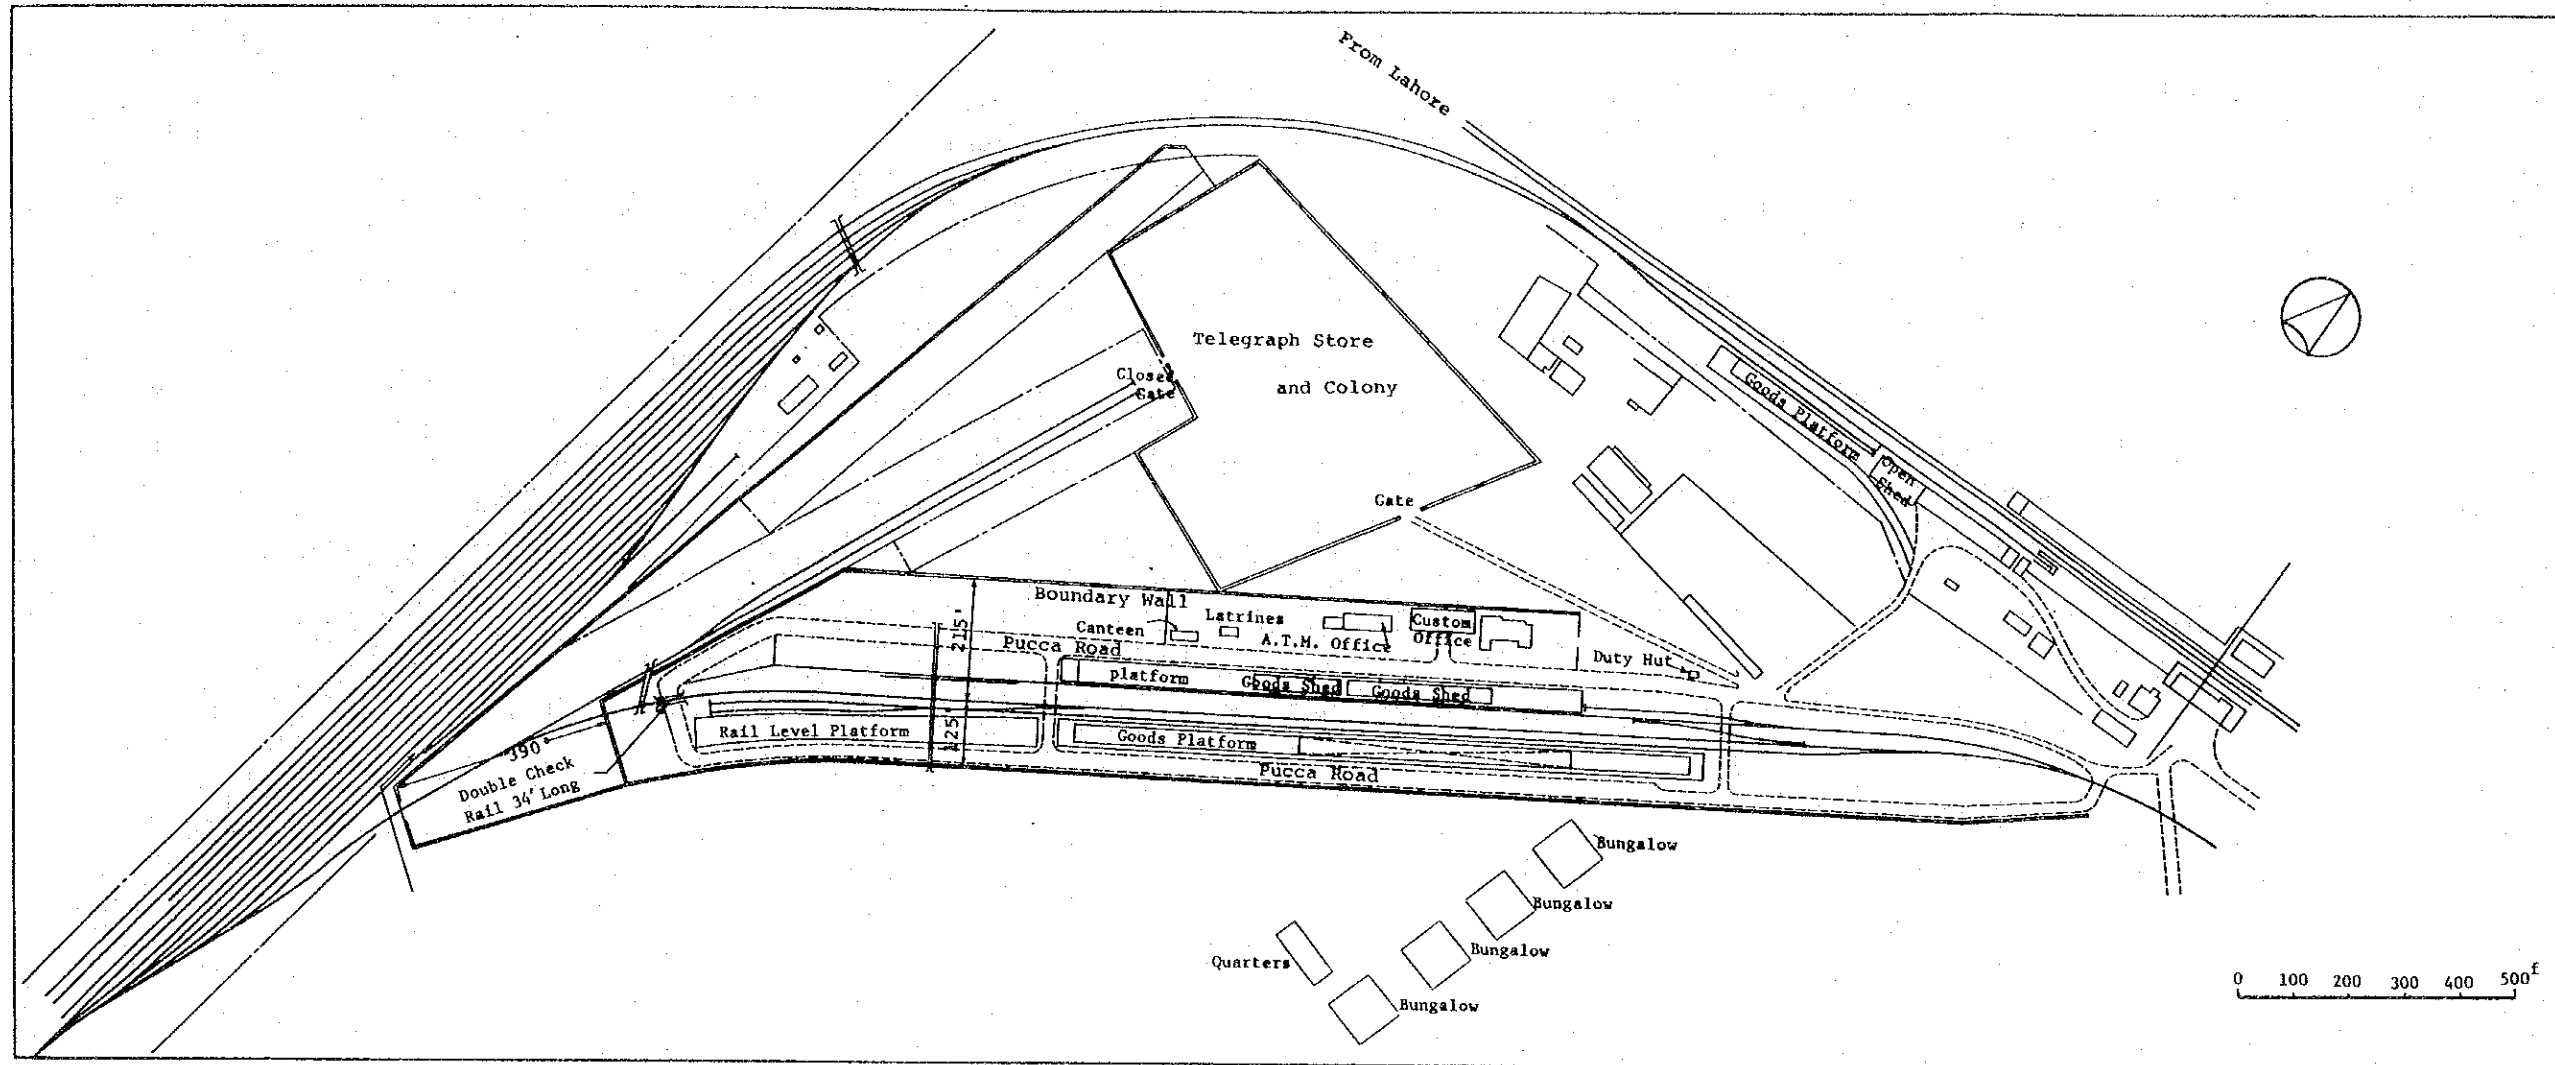 From Lahore
Telegraph Store
and Colony
Closed
Gate
Goods Platform
Open
Shed
Gate
Boundary Wall
Latrines
Canteen
A.T.M. Office
Custom
Office
215'
Pucca Road
Duty Hut
platform
Goods Shed
Goods Shed
Rail Level Platform
Goods Platform
Pucca Road
390'
Double Check
Rail 34' Long
Bungalow
Bungalow
Bungalow
Quarters
Bungalow
0 100 200 300 400 500f